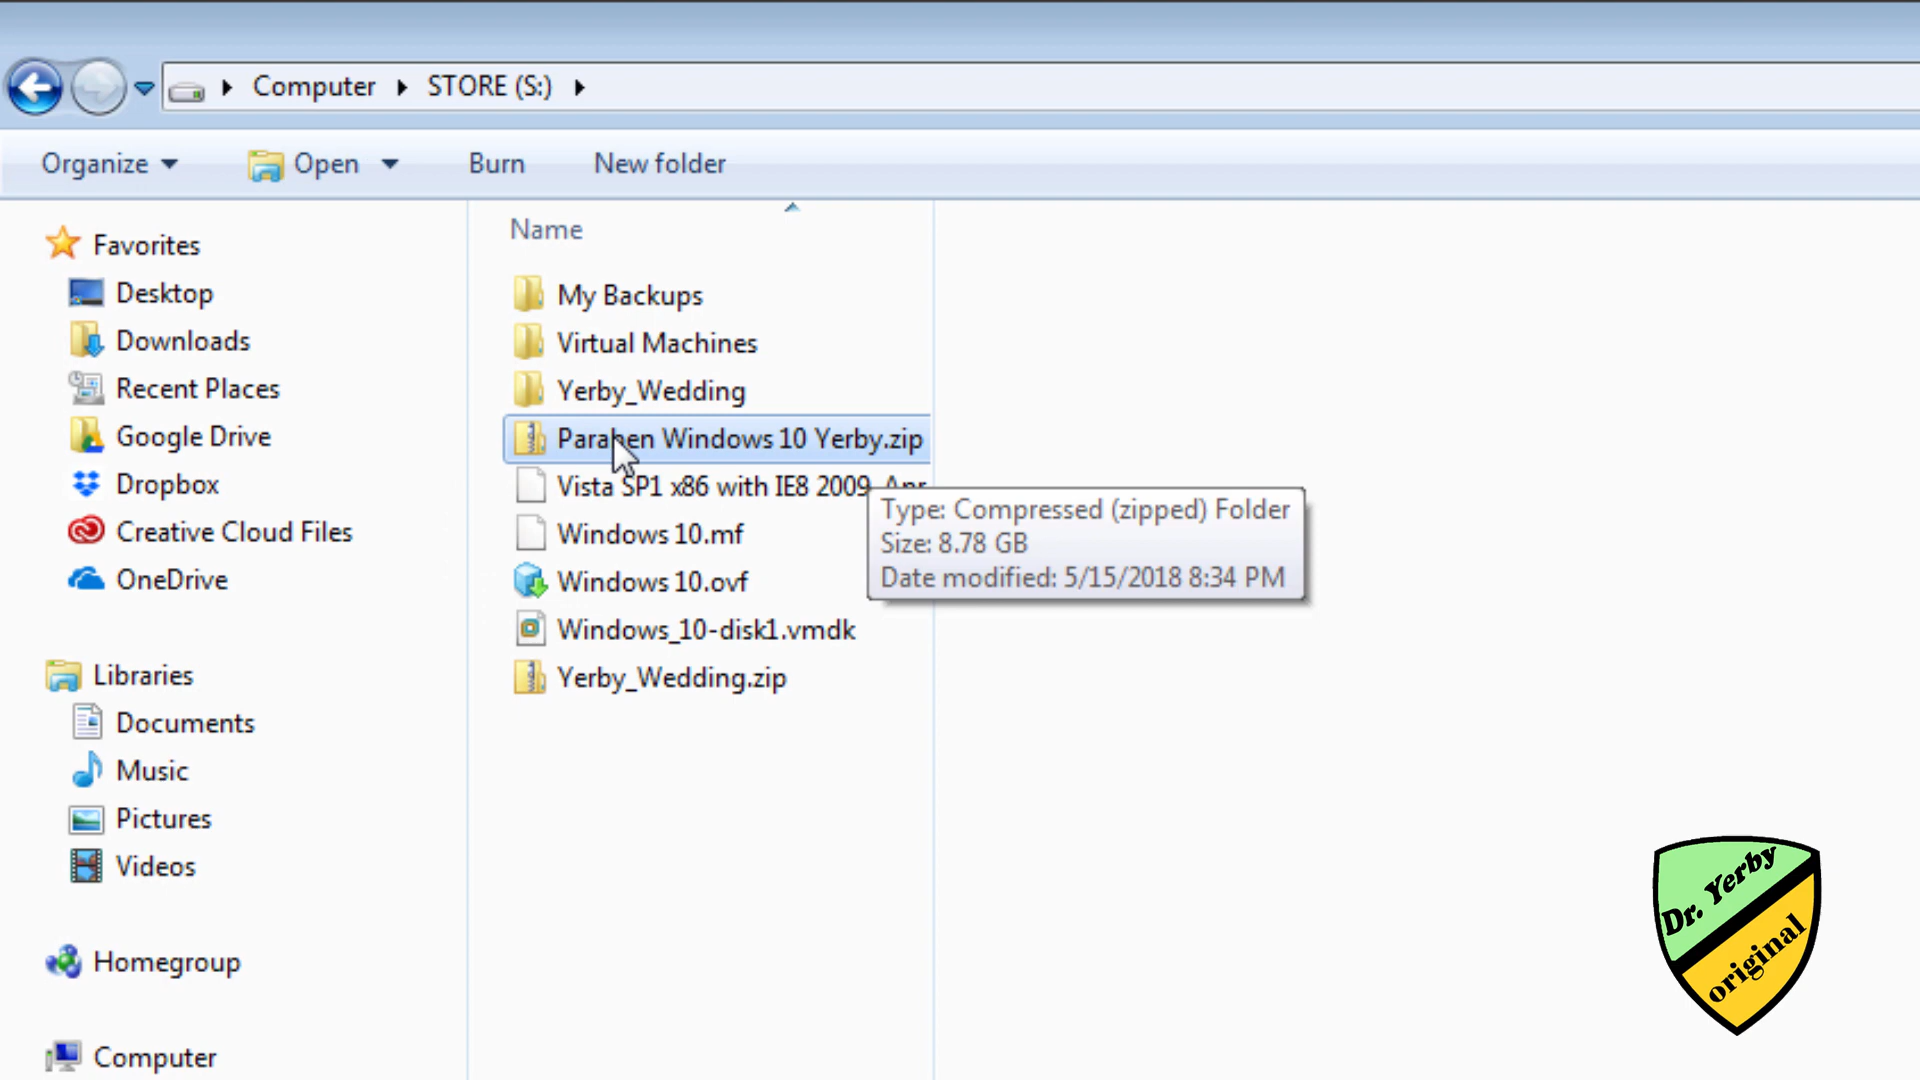 Computer STORE (S:)
Organize Open Burn New folder
Favorites
Desktop
Downloads
Recent Places
Google Drive
Dropbox
Creative Cloud Files
OneDrive
Libraries
Documents
Music
Pictures
Videos
Homegroup
Computer
Name
My Backups
Virtual Machines
Yerby_Wedding
Paraben Windows 10 Yerby.zip
Vista SP1 x86 with IE8 2009
Windows 10.mf
Windows 10.ovf
Windows_10-disk1.vmdk
Yerby_Wedding.zip
Type: Compressed (zipped) Folder
Size: 8.78 GB
Date modified: 5/15/2018 8:34 PM
Dr. Yerby
original